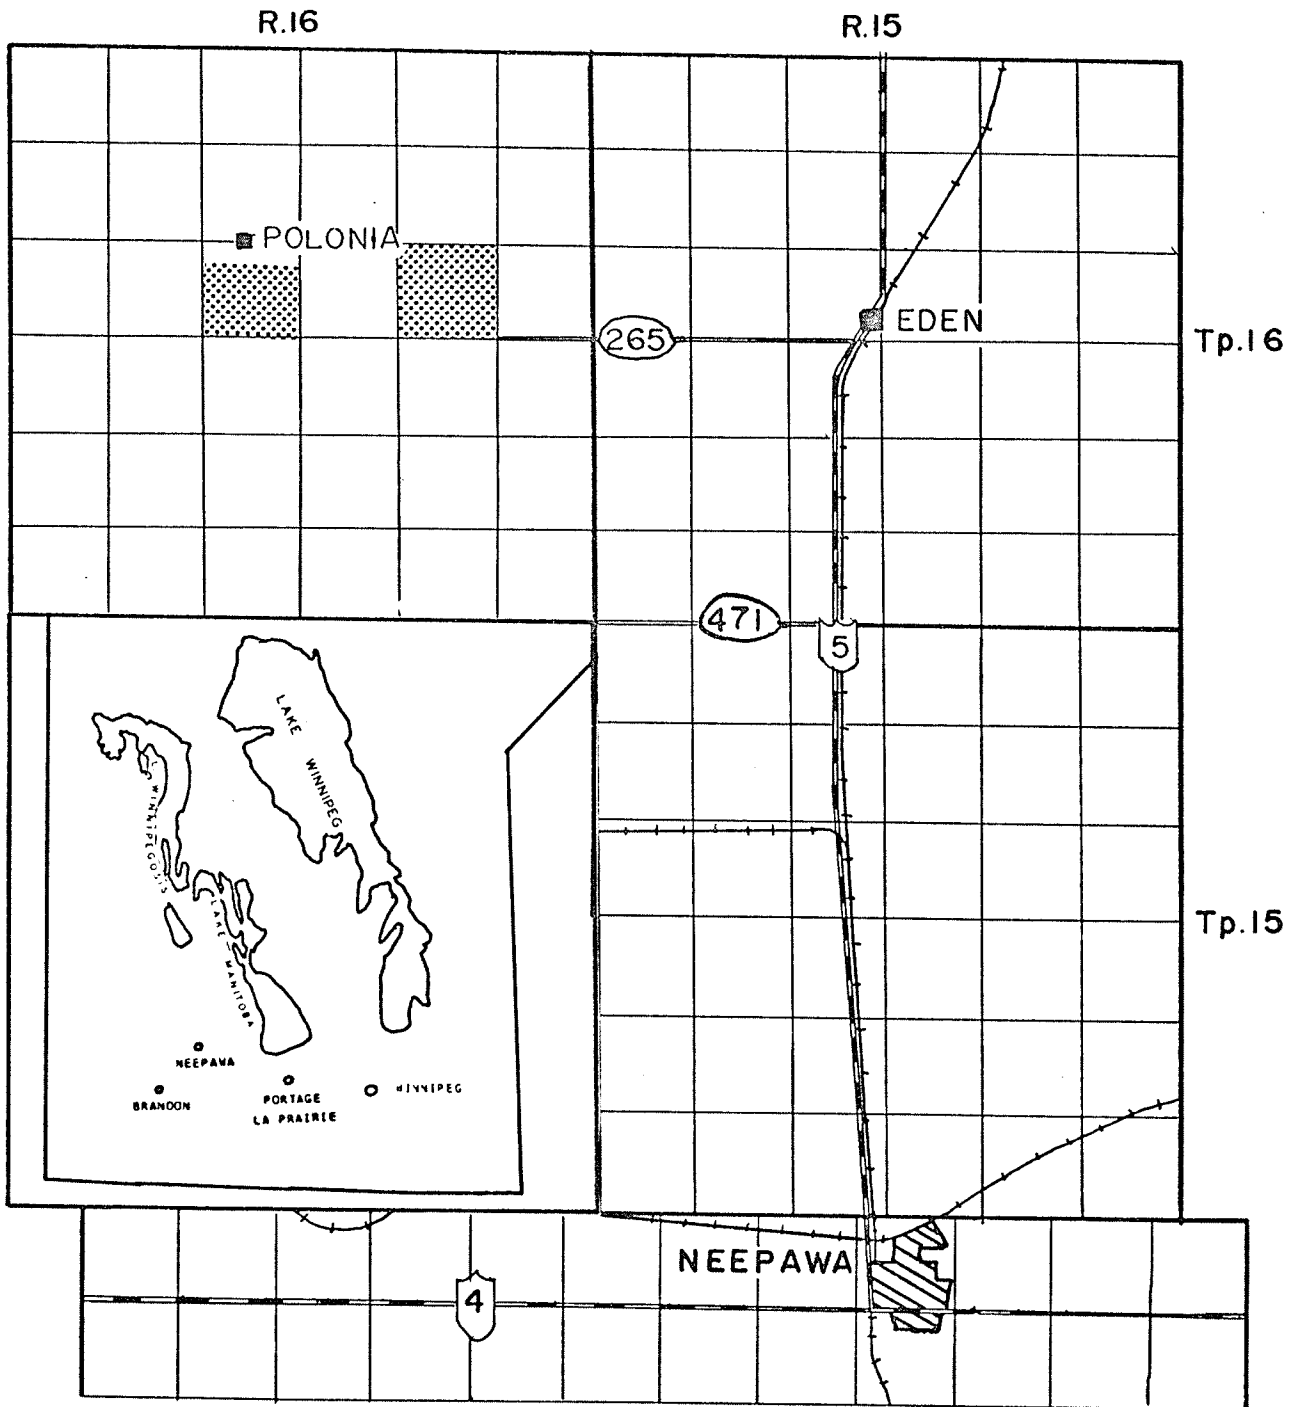 R.16
R.15
POLONIA
EDEN
265
Tp.16
471
5
LAKE WINNIPEG
L. WINNIPEGOSIS
LAKE MANITOBA
Tp.15
NEEPAWA
BRANDON
PORTAGE
LA PRAIRIE
WINNIPEG
NEEPAWA
4